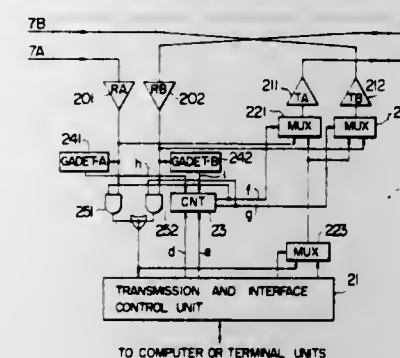 7B
7A
RA
RB
201
202
211
TA
TB
212
221
MUX
MUX
241
GADET-A
h
GADET-B
242
i
f
g
251
252
CNT
23
d
e
MUX
223
21
TRANSMISSION AND INTERFACE
CONTROL UNIT
TO COMPUTER OR TERMINAL UNITS